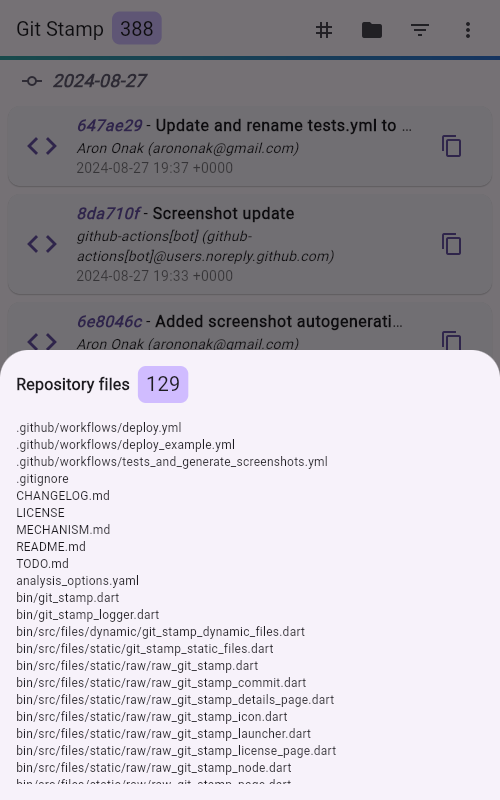 Git Stamp 388
2024-08-27
647ae29 - Update and rename tests.yml to ...
Aron Onak (arononak@gmail.com)
2024-08-27 19:37 +0000
8da710f - Screenshot update
github-actions[bot] (github-
actions[bot]@users.noreply.github.com)
2024-08-27 19:33 +0000
6e8046c - Added screenshot autogenerati...
Aron Onak (arononak@gmail.com)
Repository files 129
.github/workflows/deploy.yml
.github/workflows/deploy_example.yml
.github/workflows/tests_and_generate_screenshots.yml
.gitignore
CHANGELOG.md
LICENSE
MECHANISM.md
README.md
TODO.md
analysis_options.yaml
bin/git_stamp.dart
bin/git_stamp_logger.dart
bin/src/files/dynamic/git_stamp_dynamic_files.dart
bin/src/files/static/git_stamp_static_files.dart
bin/src/files/static/raw/raw_git_stamp.dart
bin/src/files/static/raw/raw_git_stamp_commit.dart
bin/src/files/static/raw/raw_git_stamp_details_page.dart
bin/src/files/static/raw/raw_git_stamp_icon.dart
bin/src/files/static/raw/raw_git_stamp_launcher.dart
bin/src/files/static/raw/raw_git_stamp_license_page.dart
bin/src/files/static/raw/raw_git_stamp_node.dart
bin/src/files/static/raw/raw_git_stamp_page.dart